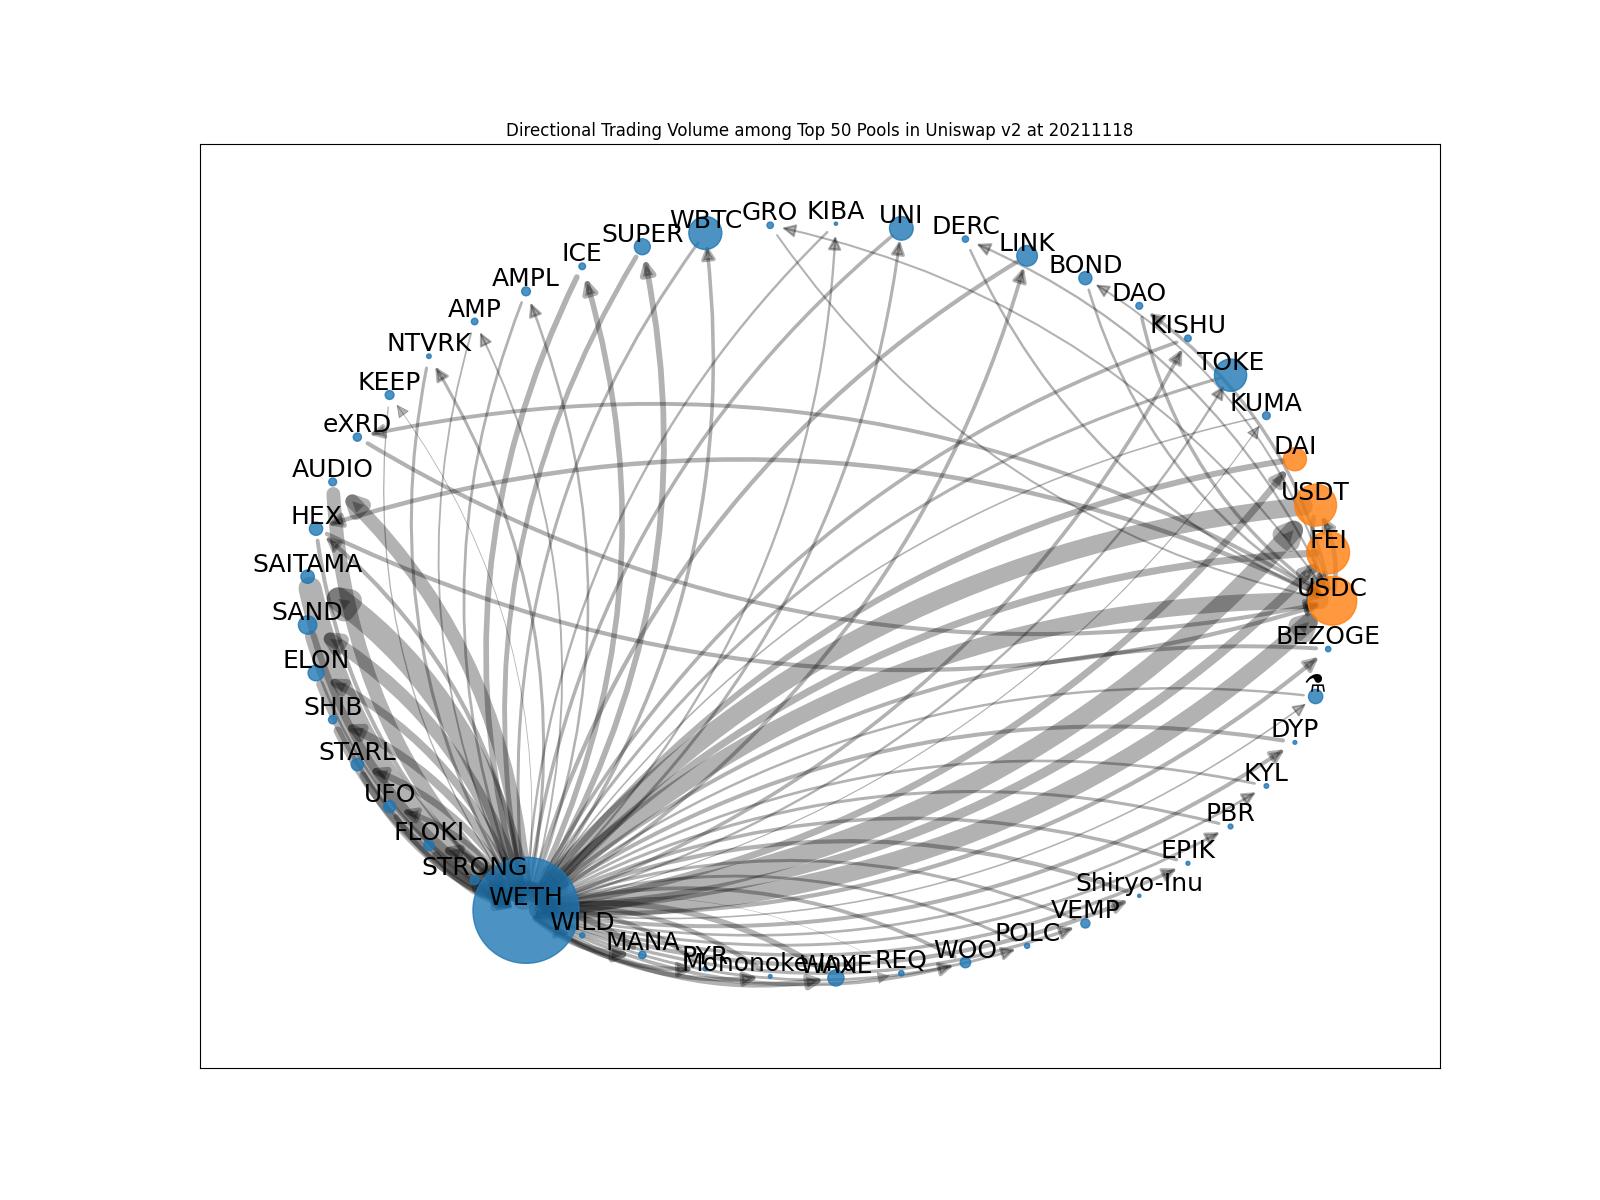 Directional Trading Volume among Top 50 Pools in Uniswap v2 at 20211118
WBTC
GRO
KIBA
UNI
DERC
SUPER
LINK
ICE
BOND
AMPL
DAO
AMP
KISHU
NTVRK
TOKE
KEEP
KUMA
eXRD
DAI
AUDIO
USDT
HEX
FEI
SAITAMA
USDC
SAND
BEZOGE
ELON
⚗
SHIB
DYP
STARL
KYL
UFO
PBR
FLOKI
EPIK
STRONG
Shiryo-Inu
WETH
VEMP
WILD
POLC
MANA
WOO
PYR
REQ
Mononoke-Inu